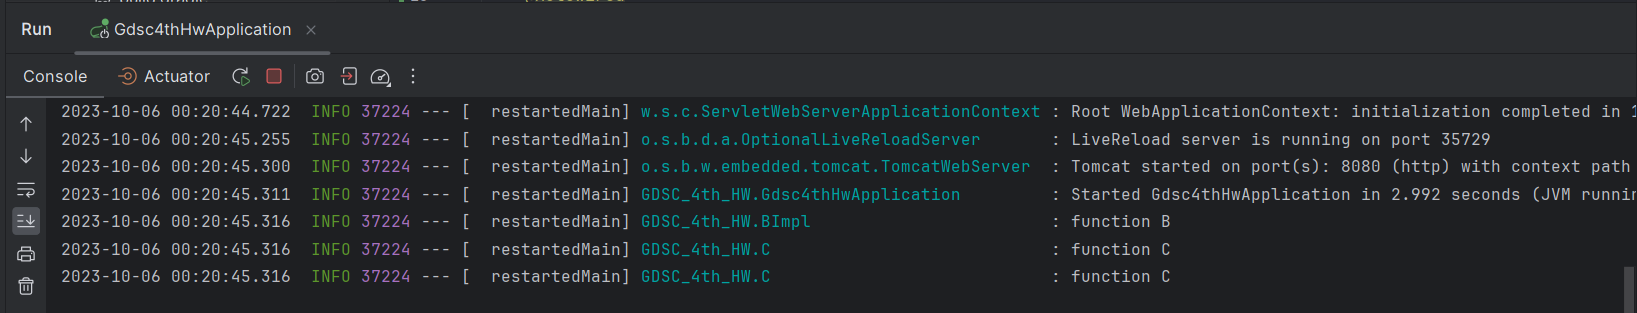 Run Gdsc4thHwApplication
Console Actuator
2023-10-06 00:20:44.722 INFO 37224 --- [ restartedMain] w.s.c.ServletWebServerApplicationContext : Root WebApplicationContext: initialization completed in 1
2023-10-06 00:20:45.255 INFO 37224 --- [ restartedMain] o.s.b.d.a.OptionalLiveReloadServer : LiveReload server is running on port 35729
2023-10-06 00:20:45.300 INFO 37224 --- [ restartedMain] o.s.b.w.embedded.tomcat.TomcatWebServer : Tomcat started on port(s): 8080 (http) with context path
2023-10-06 00:20:45.311 INFO 37224 --- [ restartedMain] GDSC_4th_HW.Gdsc4thHwApplication : Started Gdsc4thHwApplication in 2.992 seconds (JVM runnin
2023-10-06 00:20:45.316 INFO 37224 --- [ restartedMain] GDSC_4th_HW.BImpl : function B
2023-10-06 00:20:45.316 INFO 37224 --- [ restartedMain] GDSC_4th_HW.C : function C
2023-10-06 00:20:45.316 INFO 37224 --- [ restartedMain] GDSC_4th_HW.C : function C